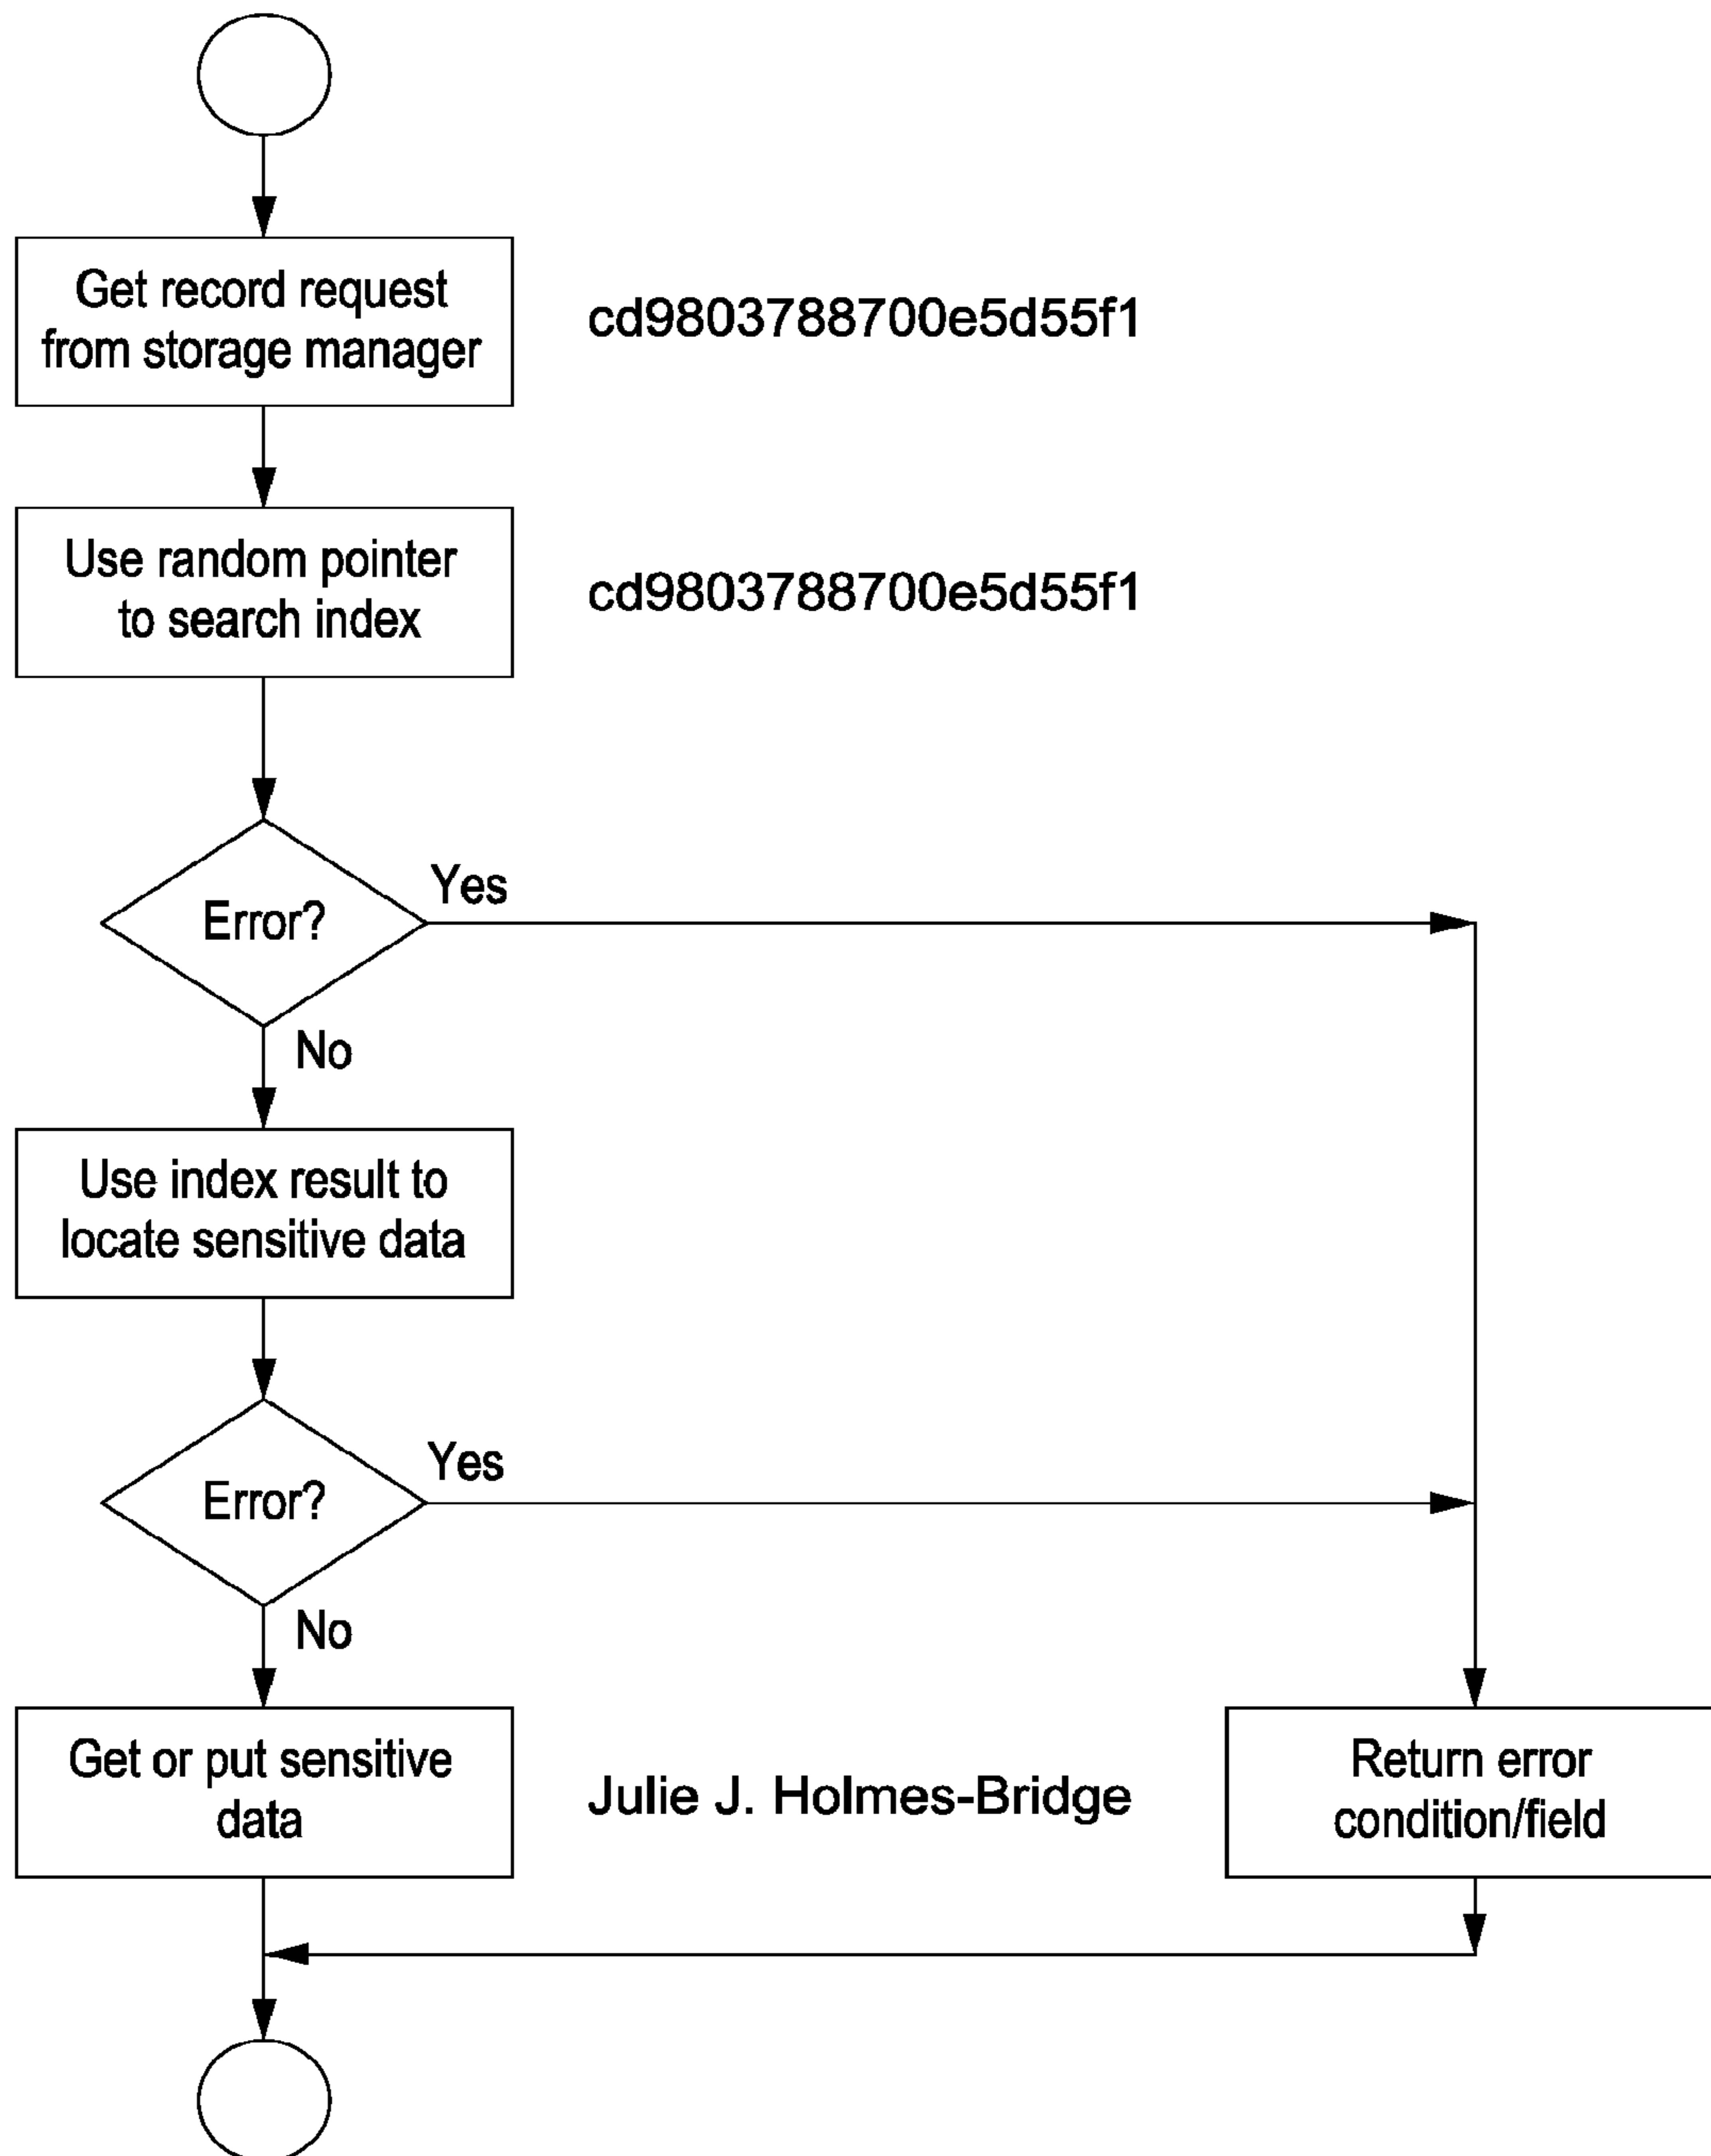 Get record request
from storage manager
cd9803788700e5d55f1
Use random pointer
to search index
cd9803788700e5d55f1
Error?
Yes
No
Use index result to
locate sensitive data
Error?
Yes
No
Get or put sensitive
data
Julie J. Holmes-Bridge
Return error
condition/field